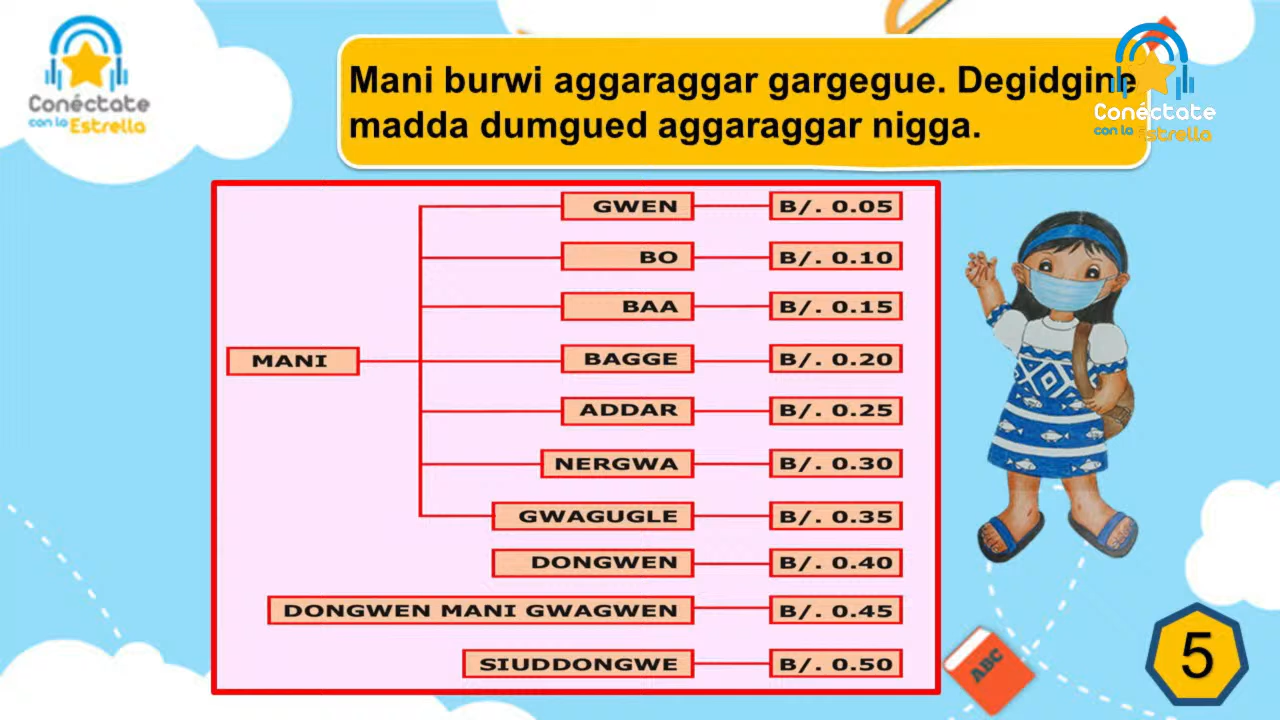 Conéctate
con la Estrella
Mani burwi aggaraggar gargegue. Degidgine
madda dumgued aggaraggar nigga.
Conéctate
con la Estrella
GWEN B/. 0.05
BO B/. 0.10
BAA B/. 0.15
MANI BAGGE B/. 0.20
ADDAR B/. 0.25
NERGWA B/. 0.30
GWAGUGLE B/. 0.35
DONGWEN B/. 0.40
DONGWEN MANI GWAGWEN B/. 0.45
SIUDDONGWE B/. 0.50
ABC
5